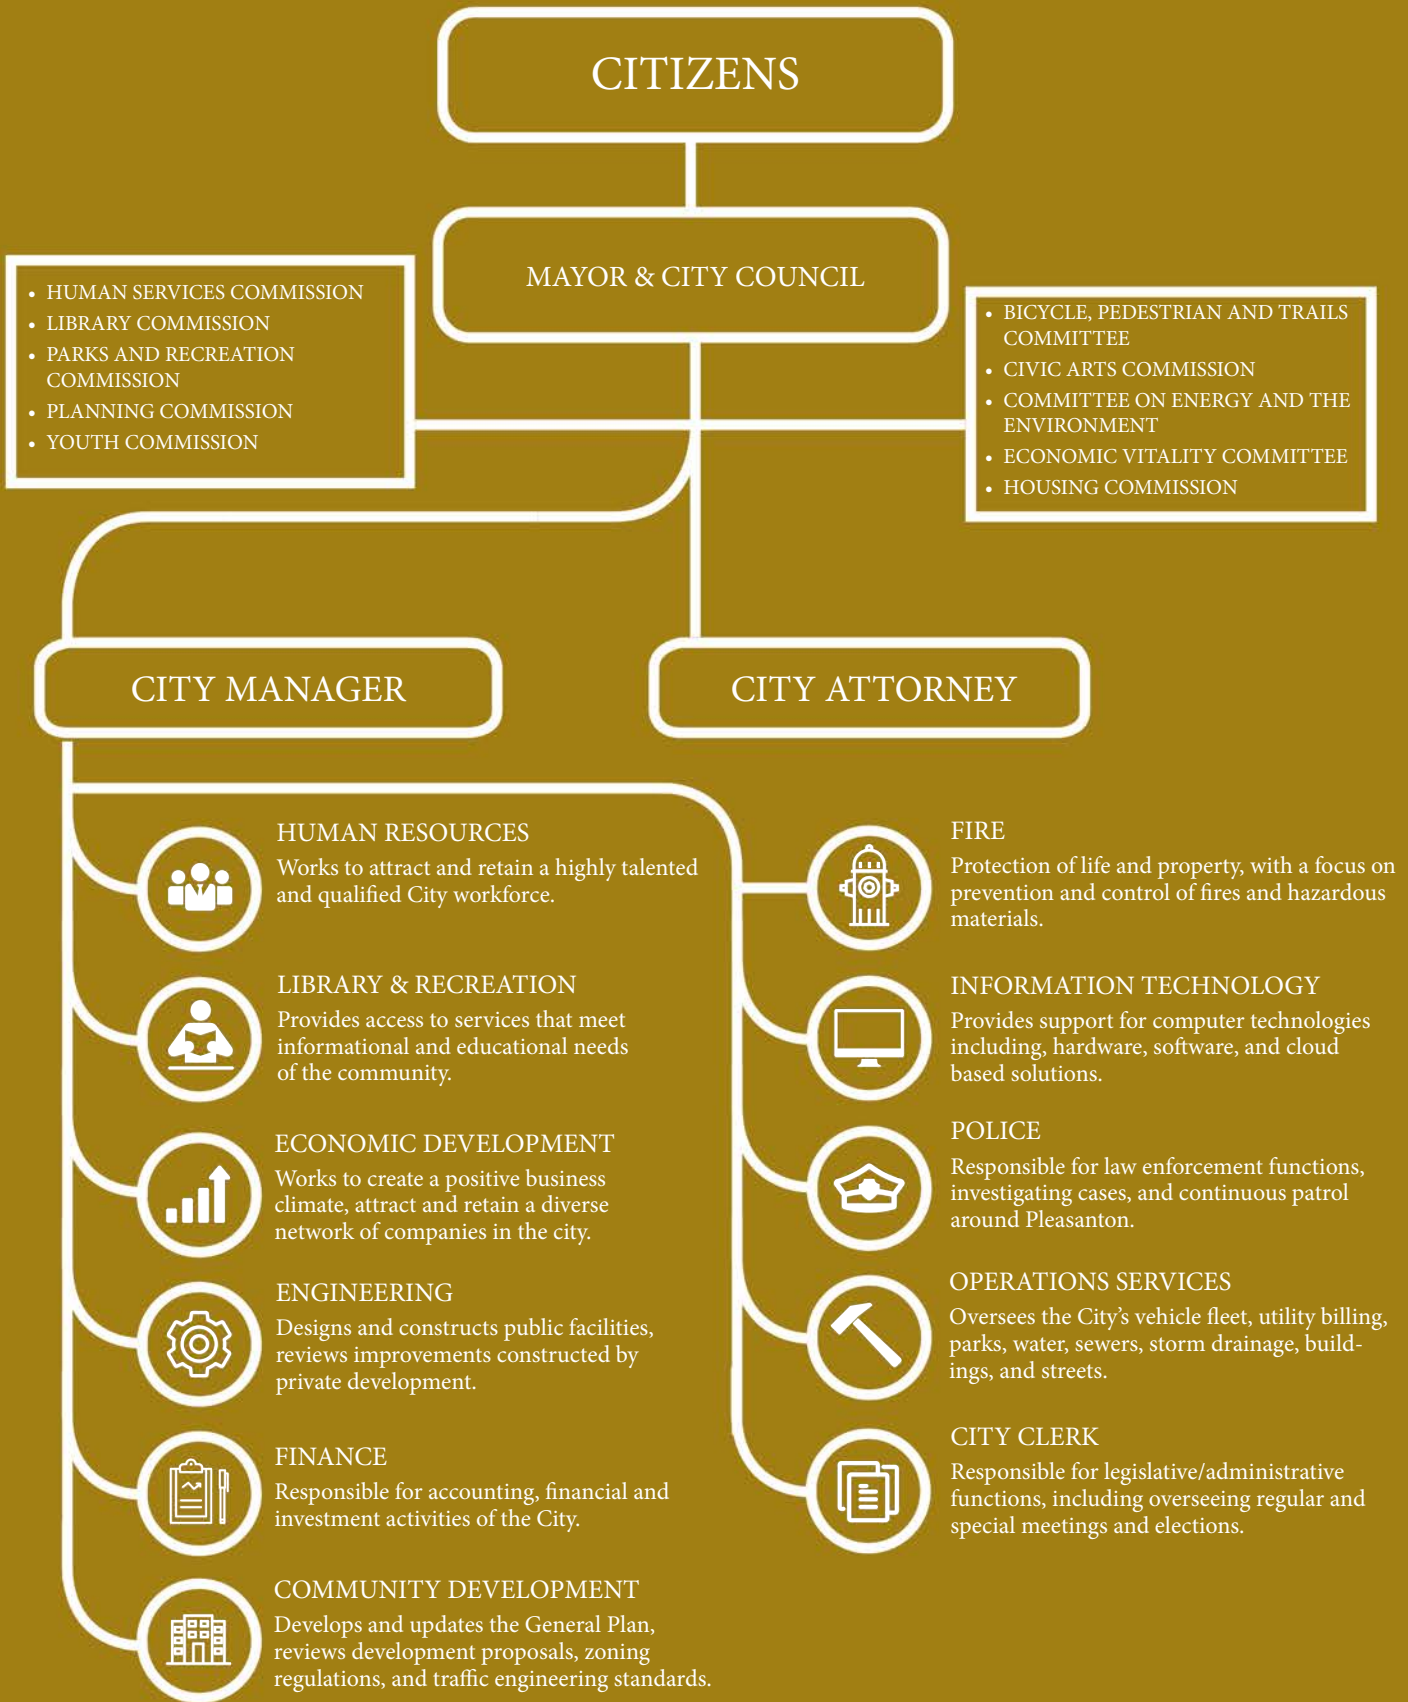 CITIZENS
MAYOR & CITY COUNCIL
• HUMAN SERVICES COMMISSION
• LIBRARY COMMISSION
• PARKS AND RECREATION
COMMISSION
• PLANNING COMMISSION
• YOUTH COMMISSION
• BICYCLE, PEDESTRIAN AND TRAILS
COMMITTEE
• CIVIC ARTS COMMISSION
• COMMITTEE ON ENERGY AND THE
ENVIRONMENT
• ECONOMIC VITALITY COMMITTEE
• HOUSING COMMISSION
CITY MANAGER
CITY ATTORNEY
HUMAN RESOURCES
Works to attract and retain a highly talented
and qualified City workforce.
LIBRARY & RECREATION
Provides access to services that meet
informational and educational needs
of the community.
ECONOMIC DEVELOPMENT
Works to create a positive business
climate, attract and retain a diverse
network of companies in the city.
ENGINEERING
Designs and constructs public facilities,
reviews improvements constructed by
private development.
FINANCE
Responsible for accounting, financial and
investment activities of the City.
COMMUNITY DEVELOPMENT
Develops and updates the General Plan,
reviews development proposals, zoning
regulations, and traffic engineering standards.
FIRE
Protection of life and property, with a focus on
prevention and control of fires and hazardous
materials.
INFORMATION TECHNOLOGY
Provides support for computer technologies
including, hardware, software, and cloud
based solutions.
POLICE
Responsible for law enforcement functions,
investigating cases, and continuous patrol
around Pleasanton.
OPERATIONS SERVICES
Oversees the City's vehicle fleet, utility billing,
parks, water, sewers, storm drainage, build-
ings, and streets.
CITY CLERK
Responsible for legislative/administrative
functions, including overseeing regular and
special meetings and elections.